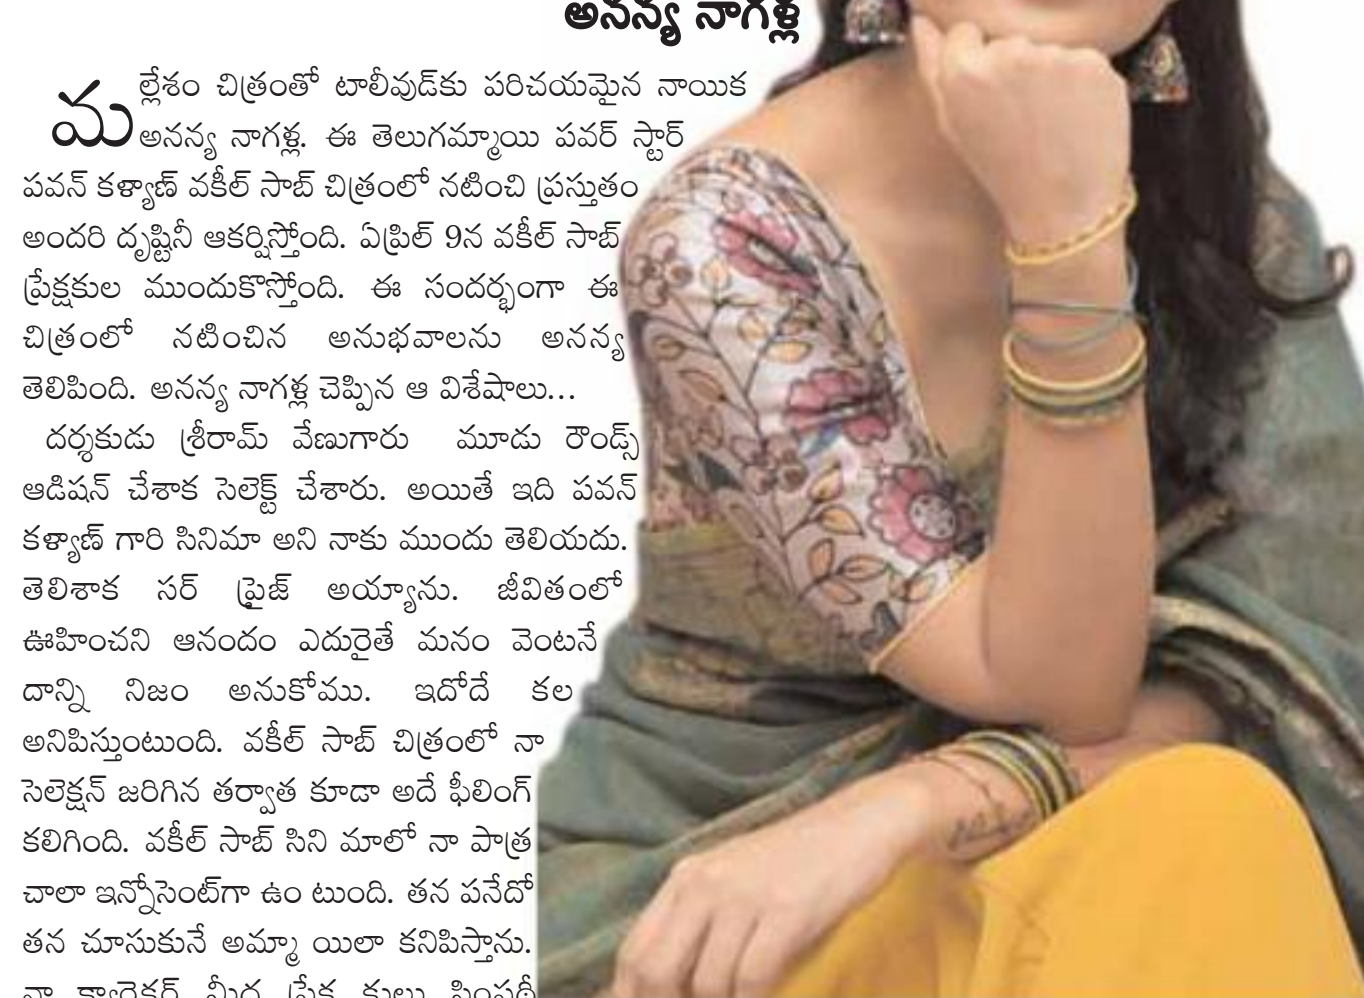 అనన్య నాగళ్ల
మల్లేశం చిత్రంతో టాలీవుడ్‌కు పరిచయమైన నాయిక
అనన్య నాగళ్ల. ఈ తెలుగమ్మాయి పవర్ స్టార్
పవన్ కళ్యాణ్ వకీల్ సాబ్ చిత్రంలో నటించి ప్రస్తుతం
అందరి దృష్టినీ ఆకర్షిస్తోంది. ఏప్రిల్ 9న వకీల్ సాబ్
ప్రేక్షకుల ముందుకొస్తోంది. ఈ సందర్భంగా ఈ
చిత్రంలో నటించిన అనుభవాలను అనన్య
తెలిపింది. అనన్య నాగళ్ల చెప్పిన ఆ విశేషాలు...
దర్శకుడు శ్రీరామ్ వేణుగారు మూడు రౌండ్స్
ఆడిషన్ చేశాక సెలెక్ట్ చేశారు. అయితే ఇది పవన్
కళ్యాణ్ గారి సినిమా అని నాకు ముందు తెలియదు.
తెలిశాక సర్ ప్రైజ్ అయ్యాను. జీవితంలో
ఊహించని ఆనందం ఎదురైతే మనం వెంటనే
దాన్ని నిజం అనుకోము. ఇదోదే కల
అనిపిస్తుంటుంది. వకీల్ సాబ్ చిత్రంలో నా
సెలెక్షన్ జరిగిన తర్వాత కూడా అదే ఫీలింగ్
కలిగింది. వకీల్ సాబ్ సిని మాలో నా పాత్ర
చాలా ఇన్నోసెంట్‌గా ఉం టుంది. తన పనేదో
తన చూసుకునే అమ్మా యిలా కనిపిస్తాను.